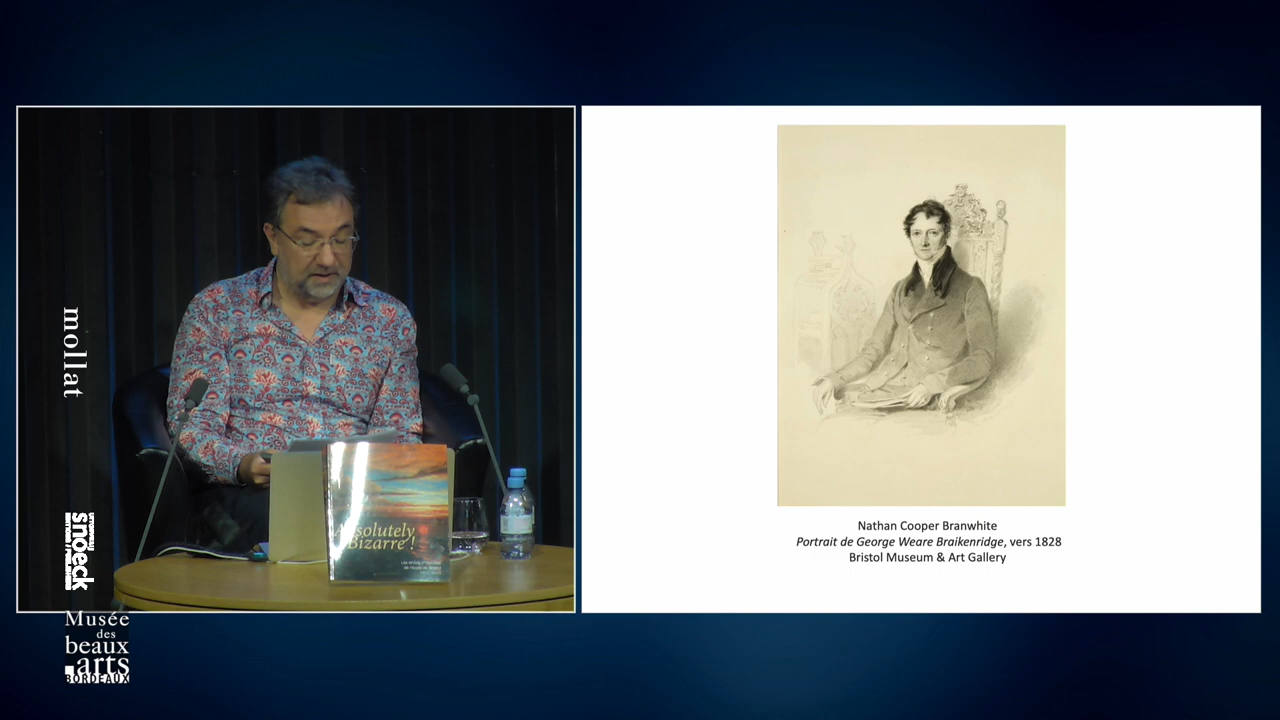 mollat
snoeck
Musée
des
beaux
.arts
BORDEAUX
Absolutely
Bizarre !
Nathan Cooper Branwhite
Portrait de George Weare Braikenridge, vers 1828
Bristol Museum & Art Gallery